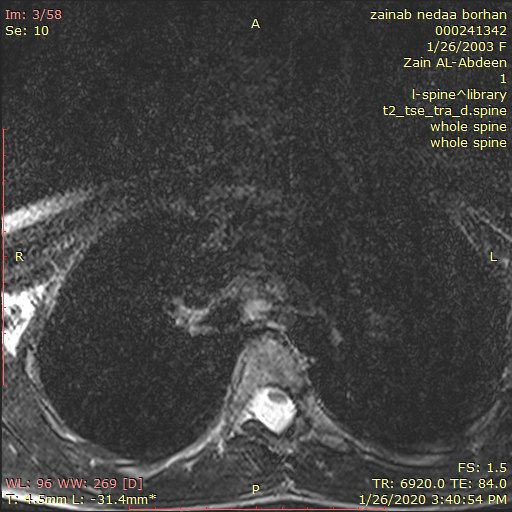 Im: 3/58
Se: 10
A
zainab nedaa borhan
000241342
1/26/2003 F
Zain AL-Abdeen
1
l-spine^library
t2_tse_tra_d.spine
whole spine
whole spine
R
L
WL: 96 WW: 269 [D]
T: 4.5mm L: -31.4mm*
P
FS: 1.5
TR: 6920.0 TE: 84.0
1/26/2020 3:40:54 PM